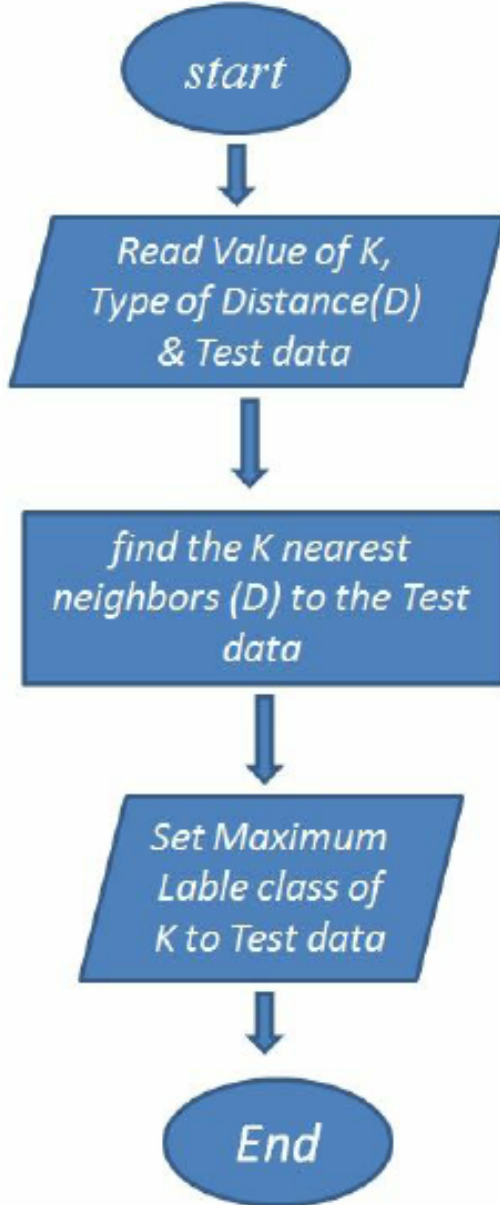 start
Read Value of K,
Type of Distance(D)
& Test data
find the K nearest
neighbors (D) to the Test
data
Set Maximum
Lable class of
K to Test data
End